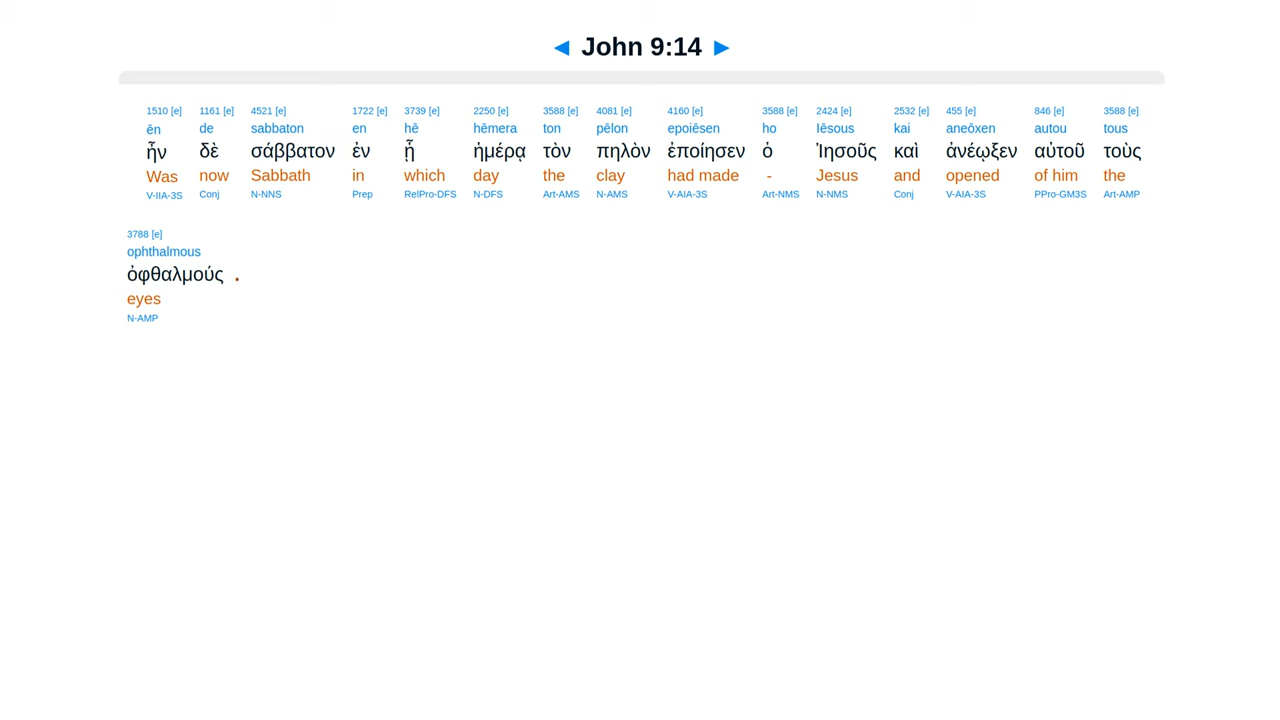 ◄ John 9:14 ►
1510 [e] 1161 [e] 4521 [e] 1722 [e] 3739 [e] 2250 [e] 3588 [e] 4081 [e] 4160 [e] 3588 [e] 2424 [e] 2532 [e] 455 [e] 846 [e] 3588 [e]
ēn de sabbaton en hē hēmera ton pēlon epoiēsen ho Iēsous kai aneōxen autou tous
ἦν δὲ σάββατον ἐν ᾗ ἡμέρᾳ τὸν πηλὸν ἐποίησεν ὁ Ἰησοῦς καὶ ἀνέῳξεν αὐτοῦ τοὺς
Was now Sabbath in which day the clay had made - Jesus and opened of him the
V-IIA-3S Conj N-NNS Prep RelPro-DFS N-DFS Art-AMS N-AMS V-AIA-3S Art-NMS N-NMS Conj V-AIA-3S PPro-GM3S Art-AMP
3788 [e]
ophthalmous
ὀφθαλμούς .
eyes
N-AMP